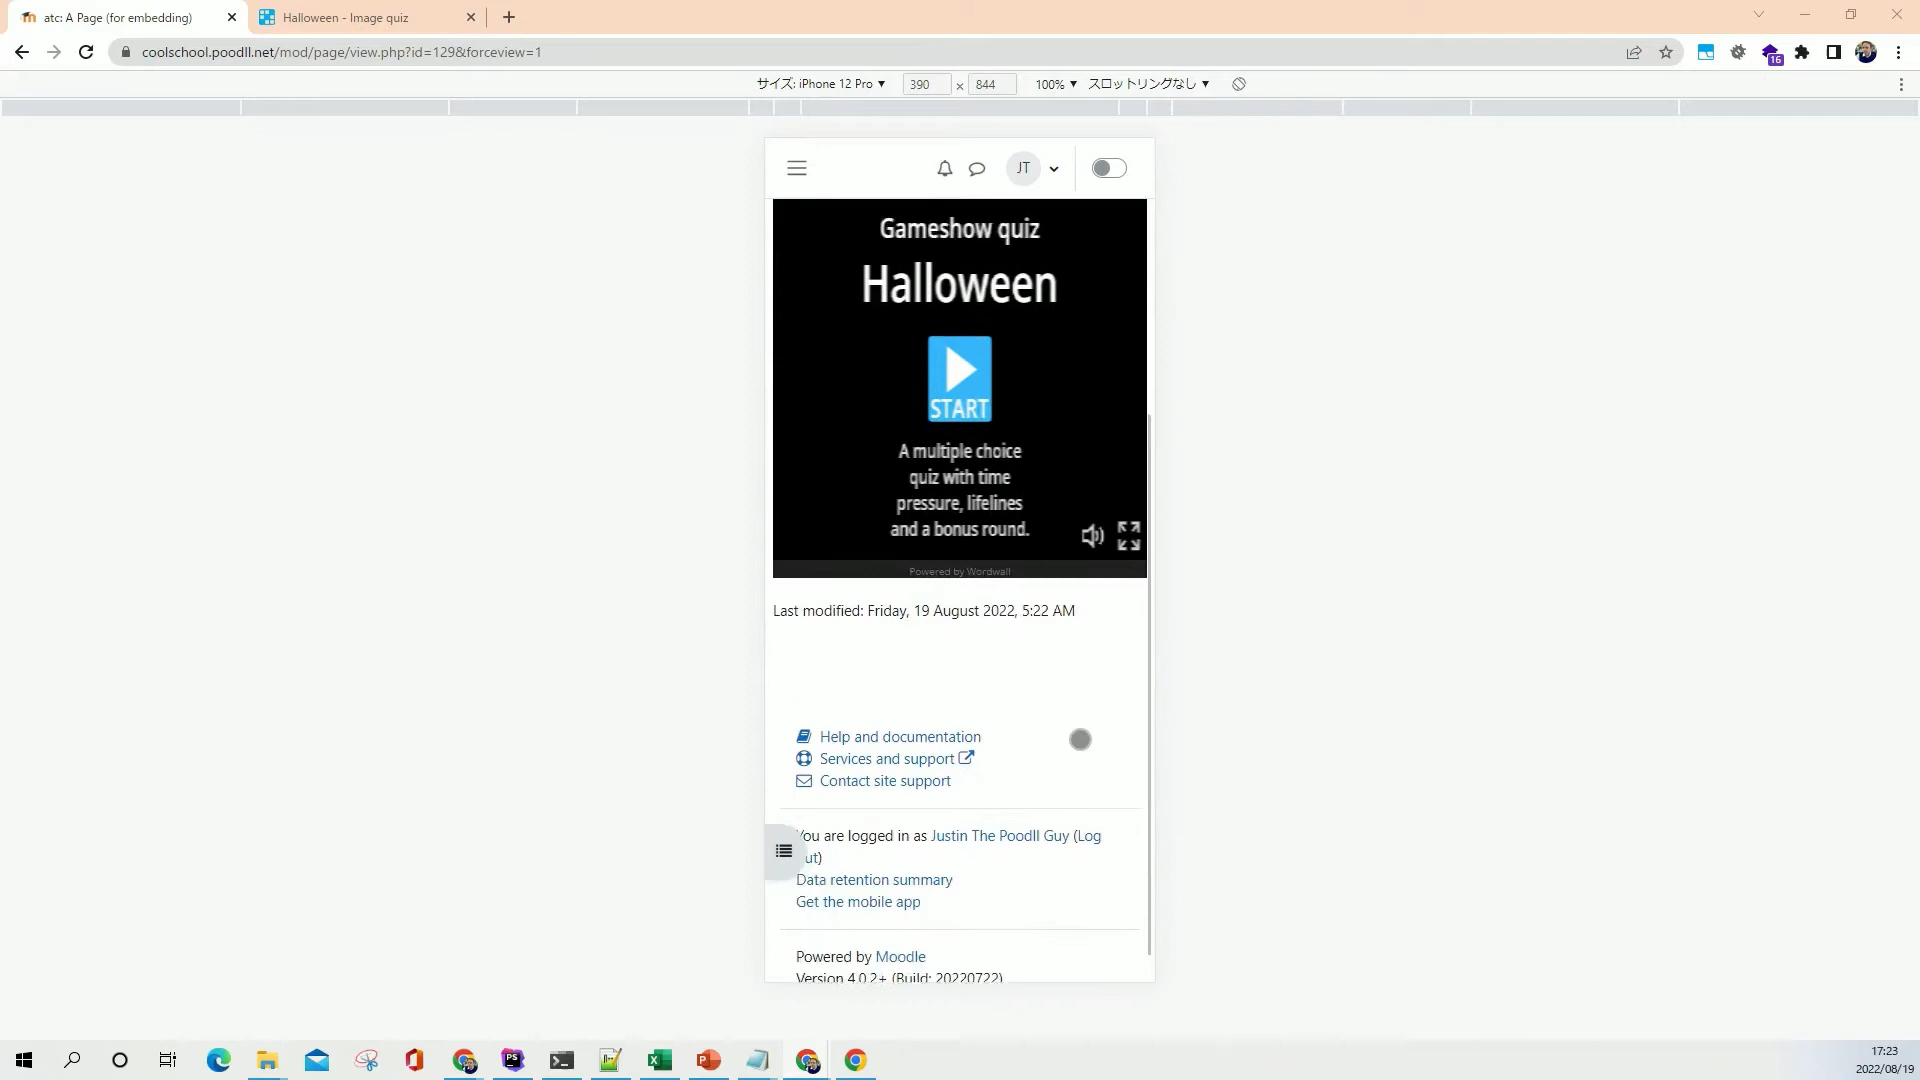 atc: A Page (for embedding)
Halloween - Image quiz
coolschool.poodll.net/mod/page/view.php?id=129&forceview=1
16
サイズ: iPhone 12 Pro ▼ 390 × 844 100% ▼ スロットリングなし ▼
JT
Gameshow quiz
Halloween
START
A multiple choice
quiz with time
pressure, lifelines
and a bonus round.
Powered by Wordwall
Last modified: Friday, 19 August 2022, 5:22 AM
Help and documentation
Services and support
Contact site support
You are logged in as Justin The Poodll Guy (Log
ut)
Data retention summary
Get the mobile app
Powered by Moodle
Version 4.0.2+ (Build: 20220722)
17:23
2022/08/19